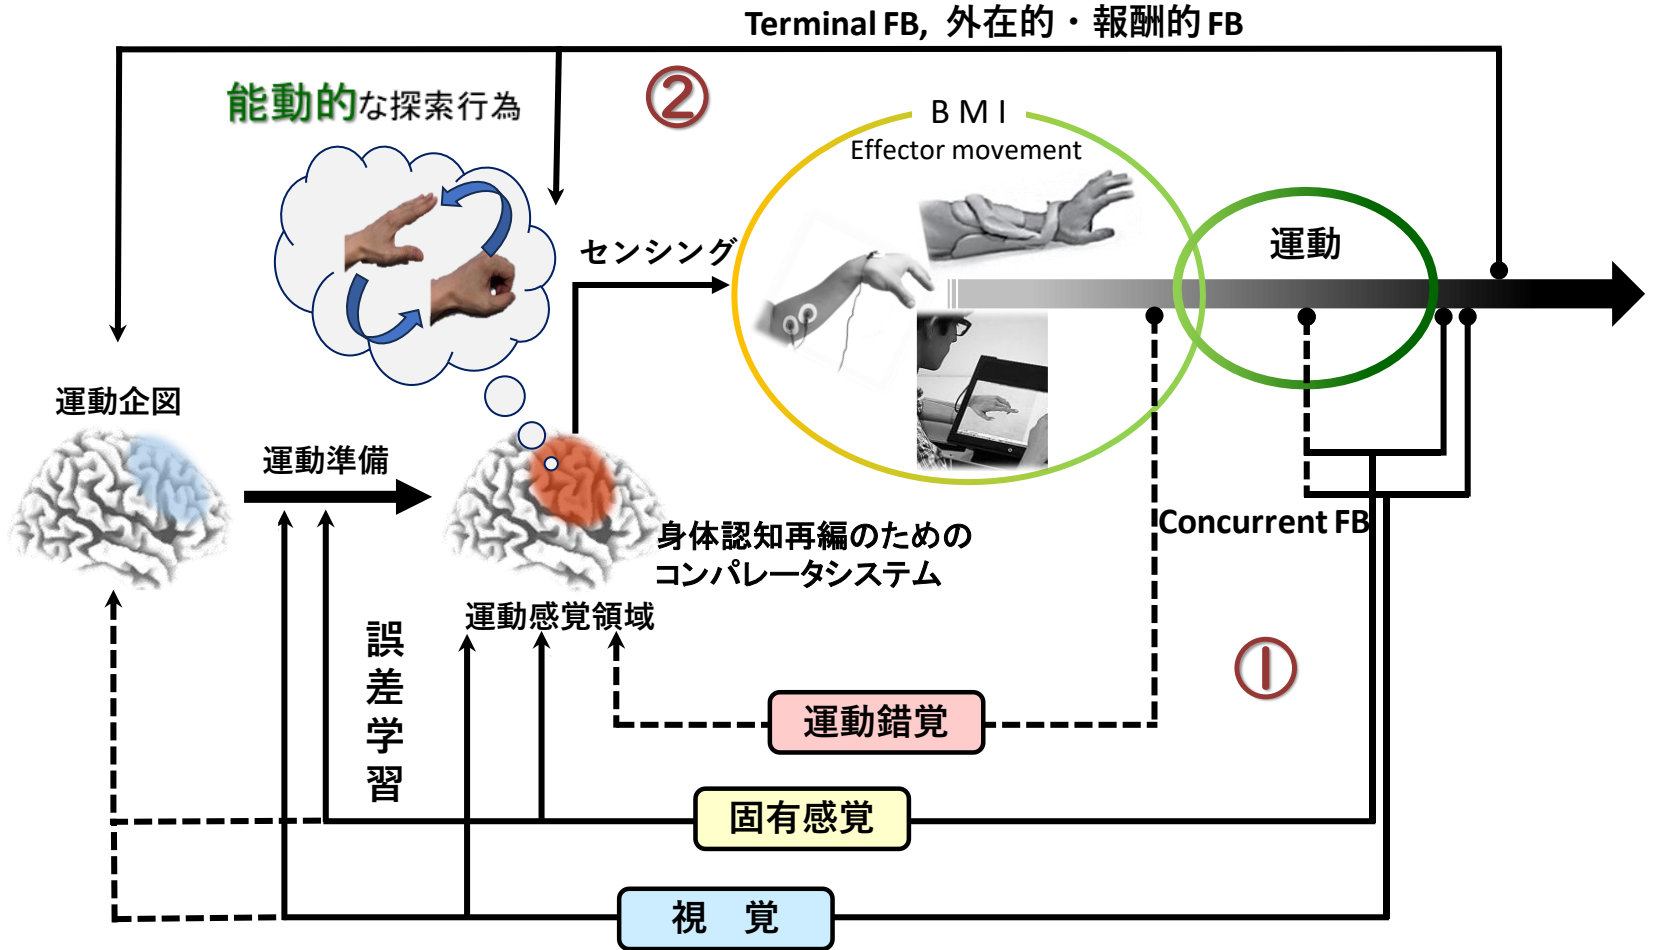 Terminal FB, 外在的・報酬的 FB
②
能動的な探索行為
B M I
Effector movement
センシング
運動
運動企図
運動準備
身体認知再編のための
コンパレータシステム
Concurrent FB
運動感覚領域
誤差学習
①
運動錯覚
固有感覚
視 覚